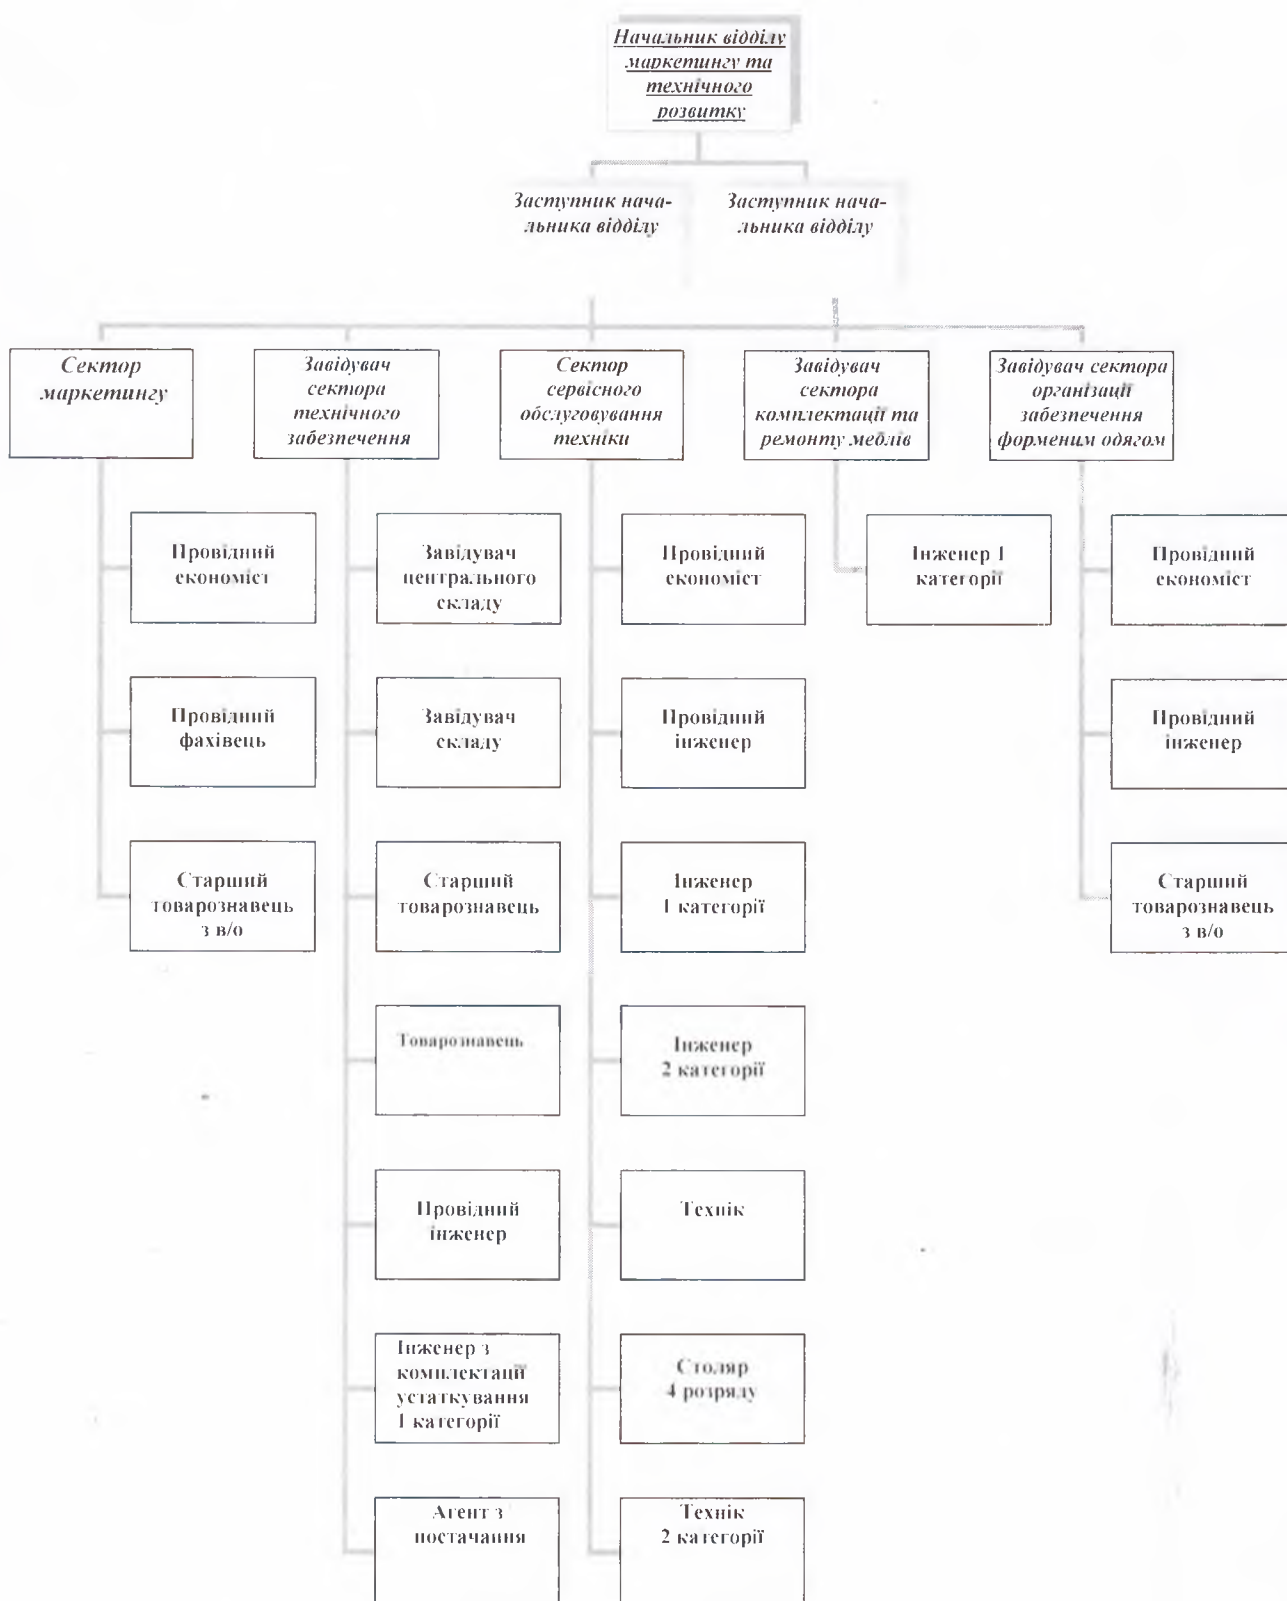 Начальник відділу
маркетингу та
технічного
розвитку
Заступник нача-
льника відділу
Заступник нача-
льника відділу
Сектор
маркетингу
Завідувач
сектора
технічного
забезпечення
Сектор
сервісного
обслуговування
техніки
Завідувач
сектора
комплектації та
ремонту меблів
Завідувач сектора
організації
забезпечення
форменим одягом
Провідний
економіст
Провідний
фахівець
Старший
товарознавець
з в/о
Завідувач
центрального
складу
Завідувач
складу
Старший
товарознавець
Товарознавець
Провідний
інженер
Інженер з
комплектації
устаткування
1 категорії
Агент з
постачання
Провідний
економіст
Провідний
інженер
Інженер
1 категорії
Інженер
2 категорії
Технік
Столяр
4 розряду
Технік
2 категорії
Інженер 1
категорії
Провідний
економіст
Провідний
інженер
Старший
товарознавець
з в/о